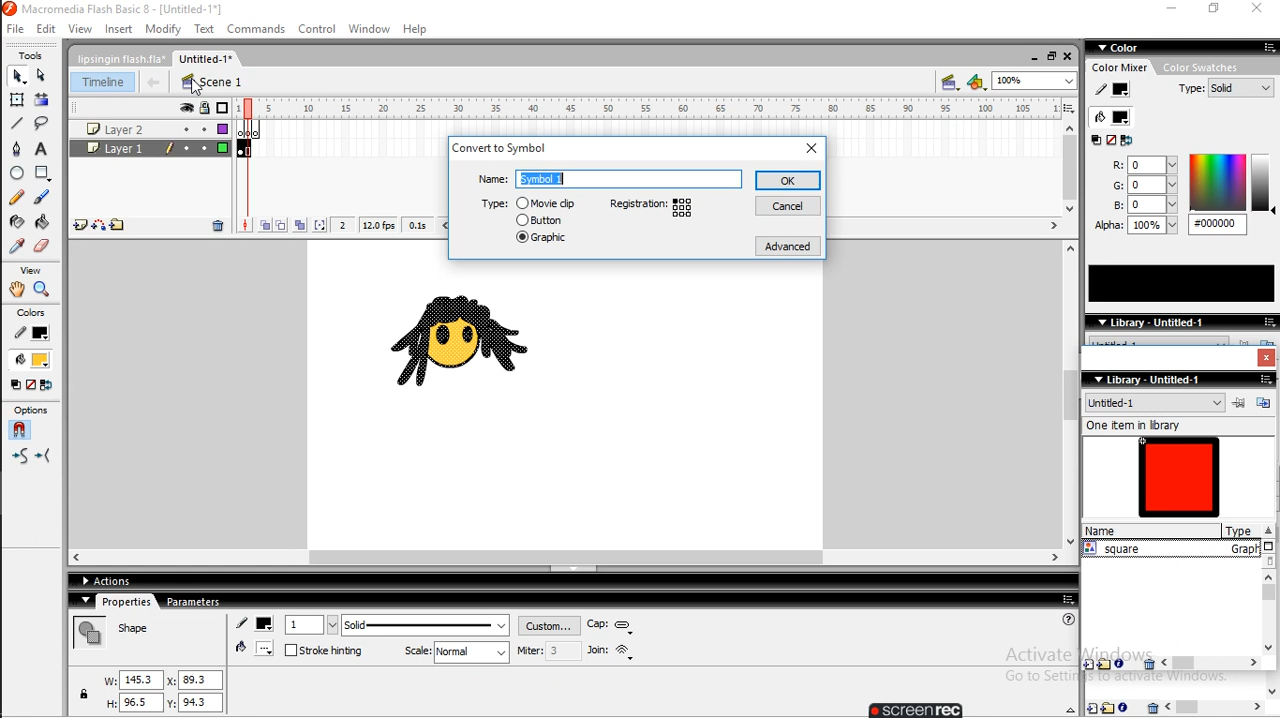 Macromedia Flash Basic 8 - [Untitled-1*]
File Edit View Insert Modify Text Commands Control Window Help
Tools
lipsingin flash.fla* Untitled-1*
Timeline Scene 1 100%
1 5 10 15 20 25 30 35 40 45 50 55 60 65 70 75 80 85 90 95 100 105
Layer 2
Layer 1
2 12.0 fps 0.1s
View
Colors
Options
Convert to Symbol
Name: Symbol 1 OK
Type: Movie clip Registration: Cancel
Button
Graphic Advanced
Color
Color Mixer Color Swatches
Type: Solid
R: 0
G: 0
B: 0
Alpha: 100% #000000
Library - Untitled-1
Library - Untitled-1
Untitled-1
One item in library
Name Type
square Graph
Actions
Properties Parameters
Shape 1 Solid Custom... Cap:
Stroke hinting Scale: Normal Miter: 3 Join:
W: 145.3 X: 89.3
H: 96.5 Y: 94.3
Activate Windows
Go to Settings to activate Windows.
screenrec